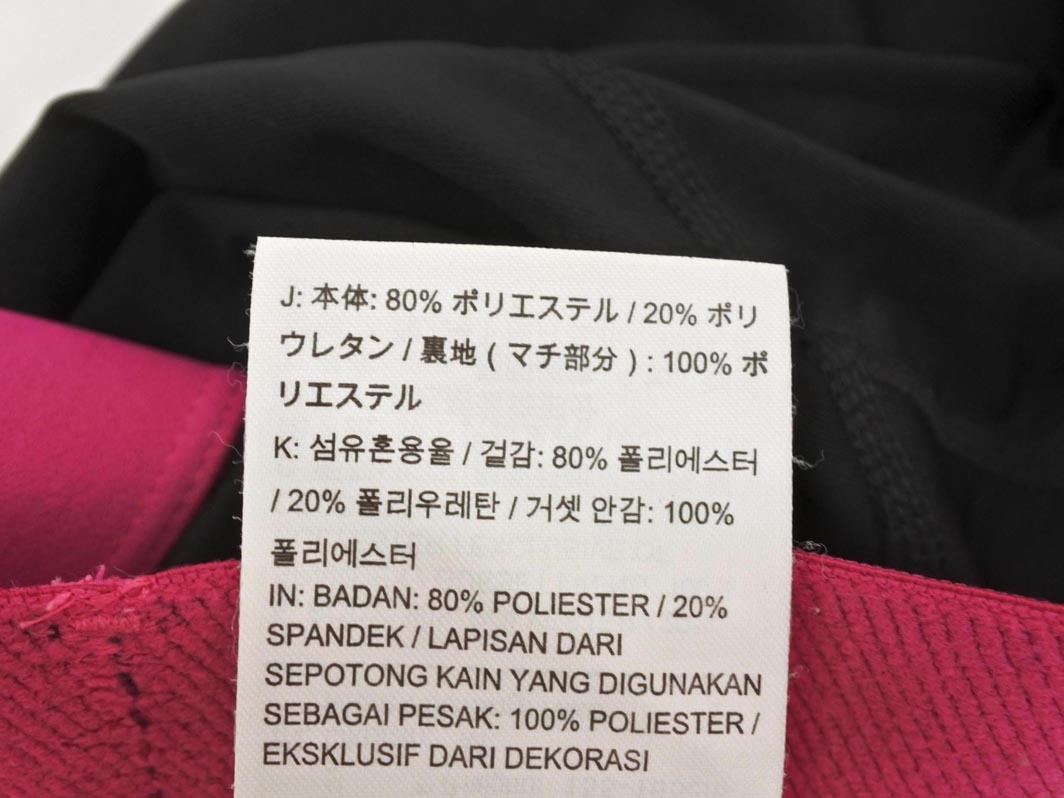 J: 本体: 80% ポリエステル / 20% ポリ
ウレタン / 裏地 ( マチ部分 ) : 100% ポ
リエステル
K: 섬유혼용율 / 겉감: 80% 폴리에스터
/ 20% 폴리우레탄 / 거셋 안감: 100%
폴리에스터
IN: BADAN: 80% POLIESTER / 20%
SPANDEK / LAPISAN DARI
SEPOTONG KAIN YANG DIGUNAKAN
SEBAGAI PESAK: 100% POLIESTER /
EKSKLUSIF DARI DEKORASI